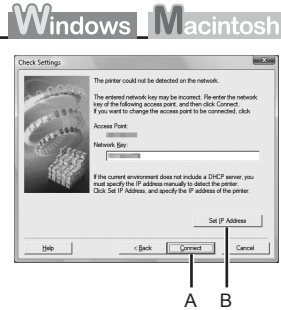 Windows Macintosh
Check Settings
The printer could not be detected on the network.
The entered network key may be incorrect. Re-enter the network
key of the following access point, and then click Connect.
If you want to change the access point to be connected, click
Access Point:
Network Key:
If the current environment does not include a DHCP server, you
must specify the IP address manually to detect the printer.
Click Set IP Address, and specify the IP address of the printer.
Set IP Address
Help < Back Connect Cancel
A B